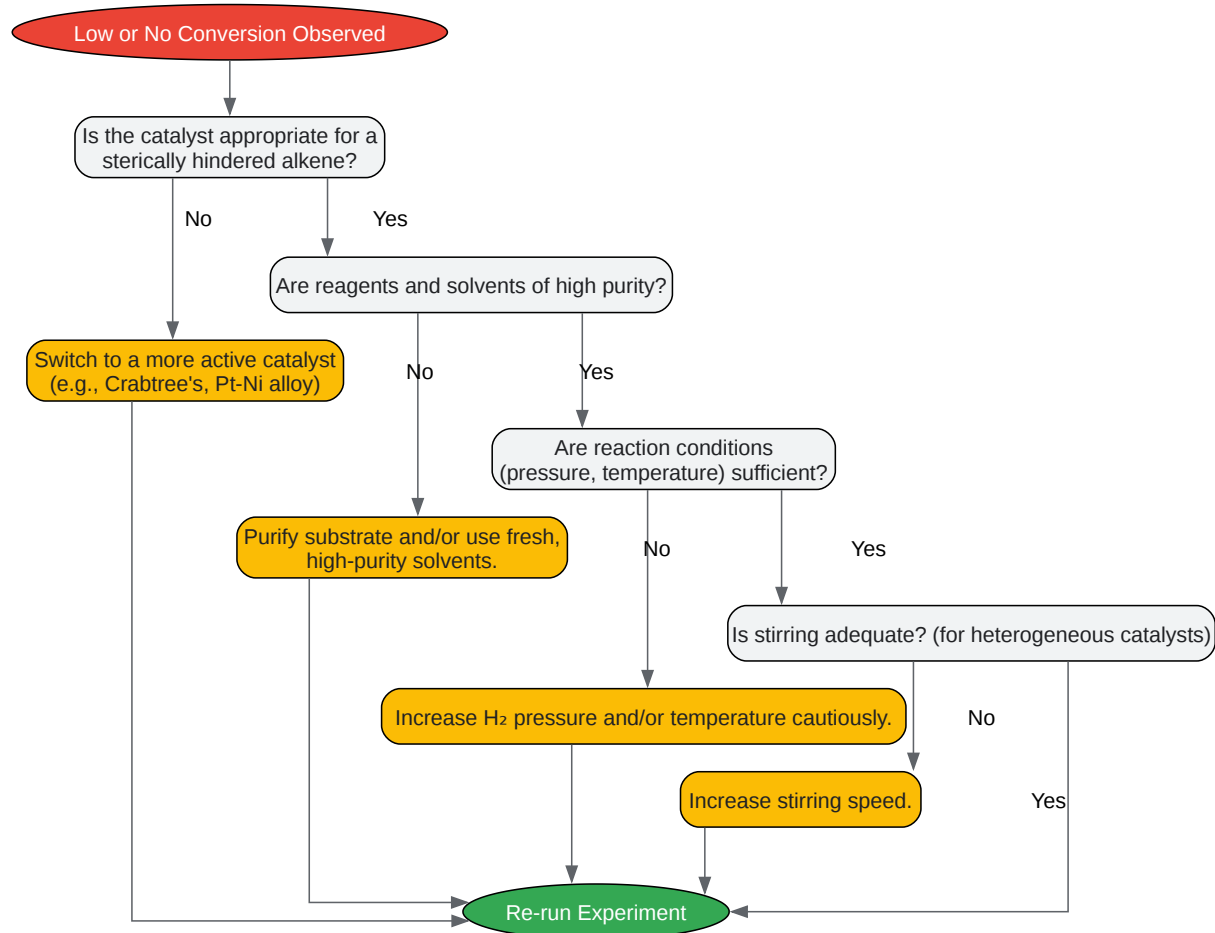 Low or No Conversion Observed
Is the catalyst appropriate for a
sterically hindered alkene?
No
Yes
Are reagents and solvents of high purity?
Switch to a more active catalyst
(e.g., Crabtree's, Pt-Ni alloy)
No
Yes
Are reaction conditions
(pressure, temperature) sufficient?
Purify substrate and/or use fresh,
high-purity solvents.
No
Yes
Is stirring adequate? (for heterogeneous catalysts)
Increase H₂ pressure and/or temperature cautiously.
No
Increase stirring speed.
Yes
Re-run Experiment